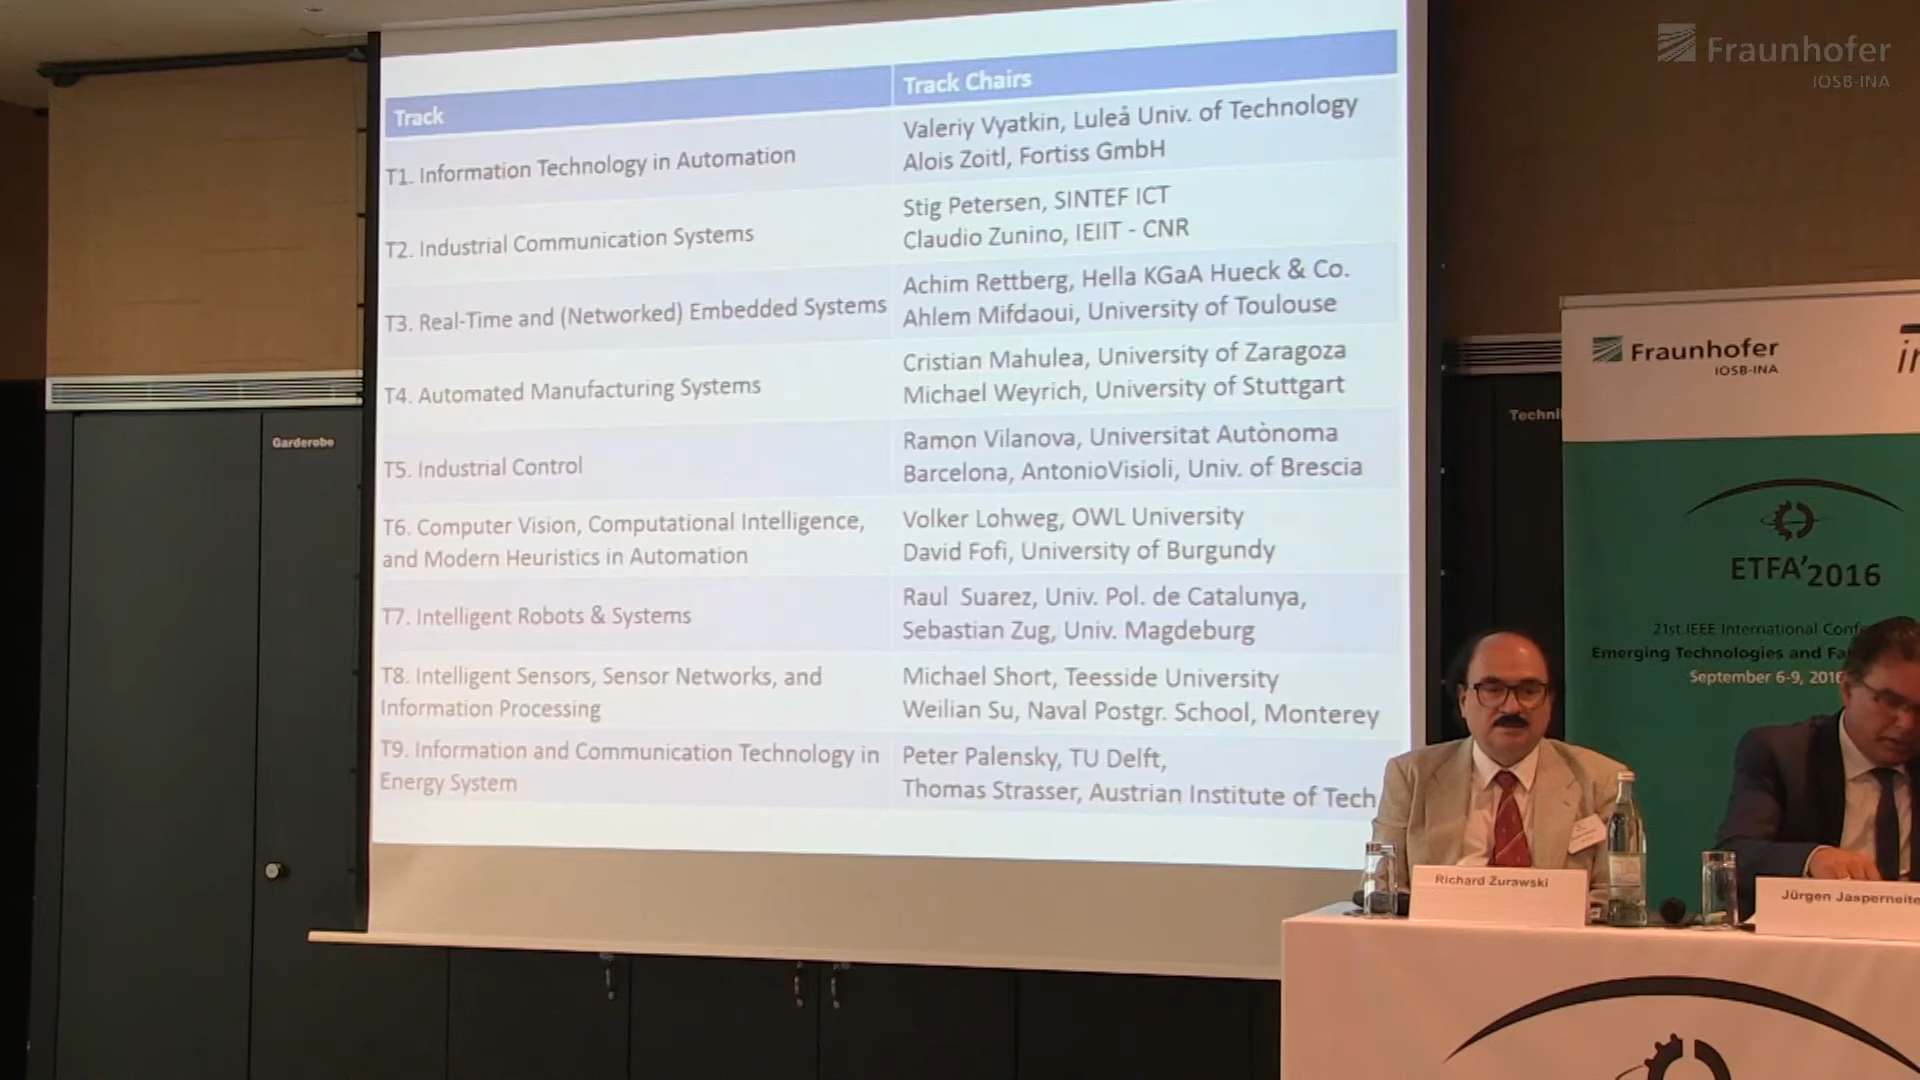 Fraunhofer
IOSB-INA
Track
Track Chairs
T1. Information Technology in Automation
Valeriy Vyatkin, Luleå Univ. of Technology
Alois Zoitl, Fortiss GmbH
T2. Industrial Communication Systems
Stig Petersen, SINTEF ICT
Claudio Zunino, IEIIT - CNR
T3. Real-Time and (Networked) Embedded Systems
Achim Rettberg, Hella KGaA Hueck & Co.
Ahlem Mifdaoui, University of Toulouse
T4. Automated Manufacturing Systems
Cristian Mahulea, University of Zaragoza
Michael Weyrich, University of Stuttgart
T5. Industrial Control
Ramon Vilanova, Universitat Autònoma
Barcelona, AntonioVisioli, Univ. of Brescia
T6. Computer Vision, Computational Intelligence,
and Modern Heuristics in Automation
Volker Lohweg, OWL University
David Fofi, University of Burgundy
T7. Intelligent Robots & Systems
Raul Suarez, Univ. Pol. de Catalunya,
Sebastian Zug, Univ. Magdeburg
T8. Intelligent Sensors, Sensor Networks, and
Information Processing
Michael Short, Teesside University
Weilian Su, Naval Postgr. School, Monterey
T9. Information and Communication Technology in
Energy System
Peter Palensky, TU Delft,
Thomas Strasser, Austrian Institute of Tech
Garderobe
Techni
Fraunhofer
IOSB-INA
ETFA'2016
21st IEEE International Conf
Emerging Technologies and Fa
September 6-9, 2016
Richard Zurawski
Jürgen Jasperneite